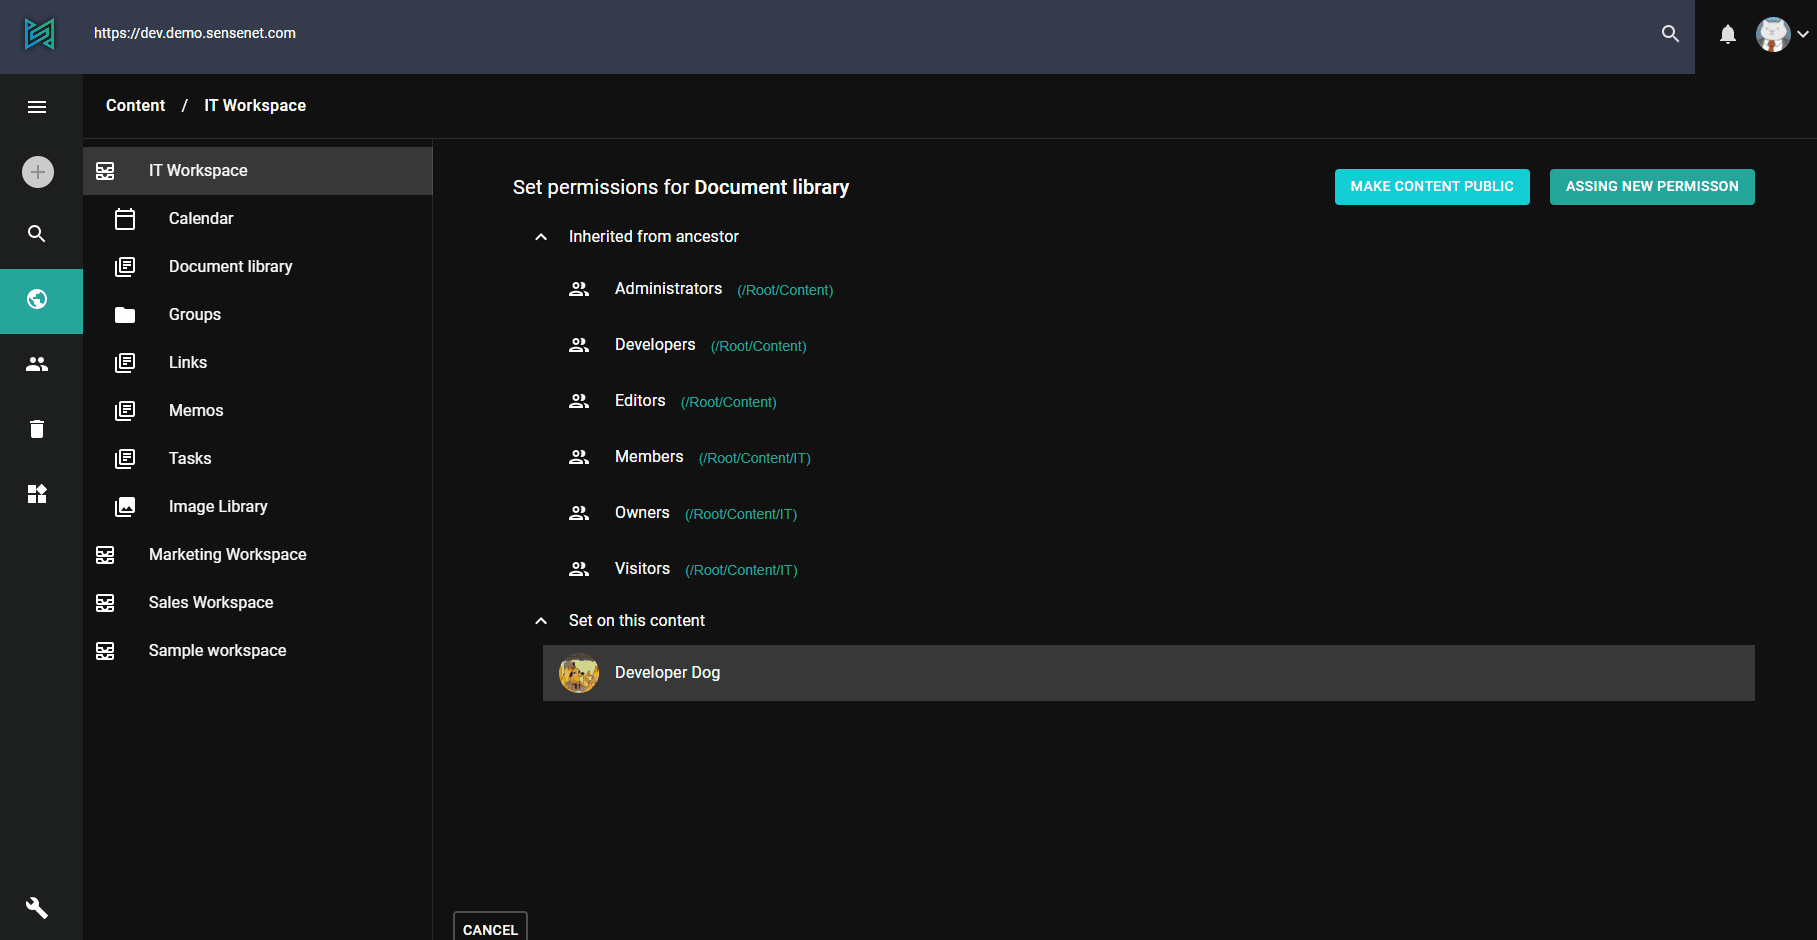 https://dev.demo.sensenet.com
Content / IT Workspace
IT Workspace
Calendar
Document library
Groups
Links
Memos
Tasks
Image Library
Marketing Workspace
Sales Workspace
Sample workspace
Set permissions for Document library
MAKE CONTENT PUBLIC
ASSING NEW PERMISSON
Inherited from ancestor
Administrators (/Root/Content)
Developers (/Root/Content)
Editors (/Root/Content)
Members (/Root/Content/IT)
Owners (/Root/Content/IT)
Visitors (/Root/Content/IT)
Set on this content
Developer Dog
CANCEL